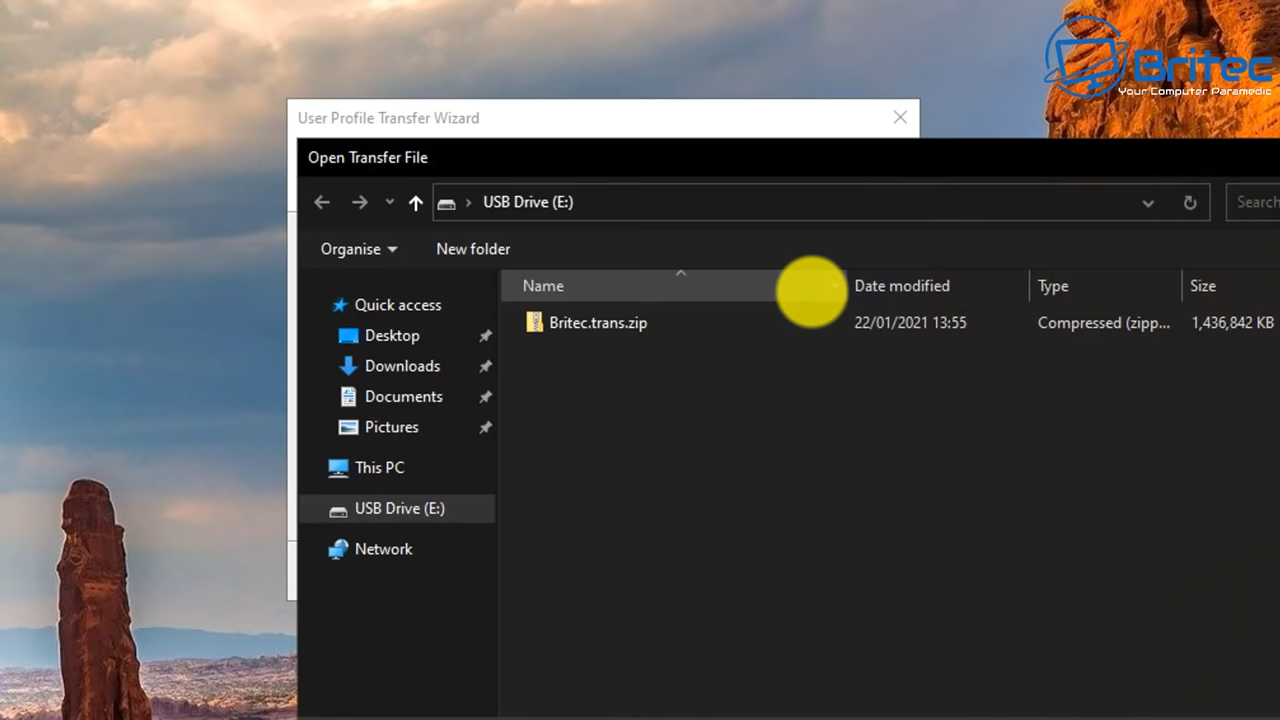 Britec
Your Computer Paramedic
User Profile Transfer Wizard
Open Transfer File
USB Drive (E:)
Search
Organise
New folder
Name
Date modified
Type
Size
Quick access
Desktop
Downloads
Documents
Pictures
This PC
USB Drive (E:)
Network
Britec.trans.zip
22/01/2021 13:55
Compressed (zipp...
1,436,842 KB